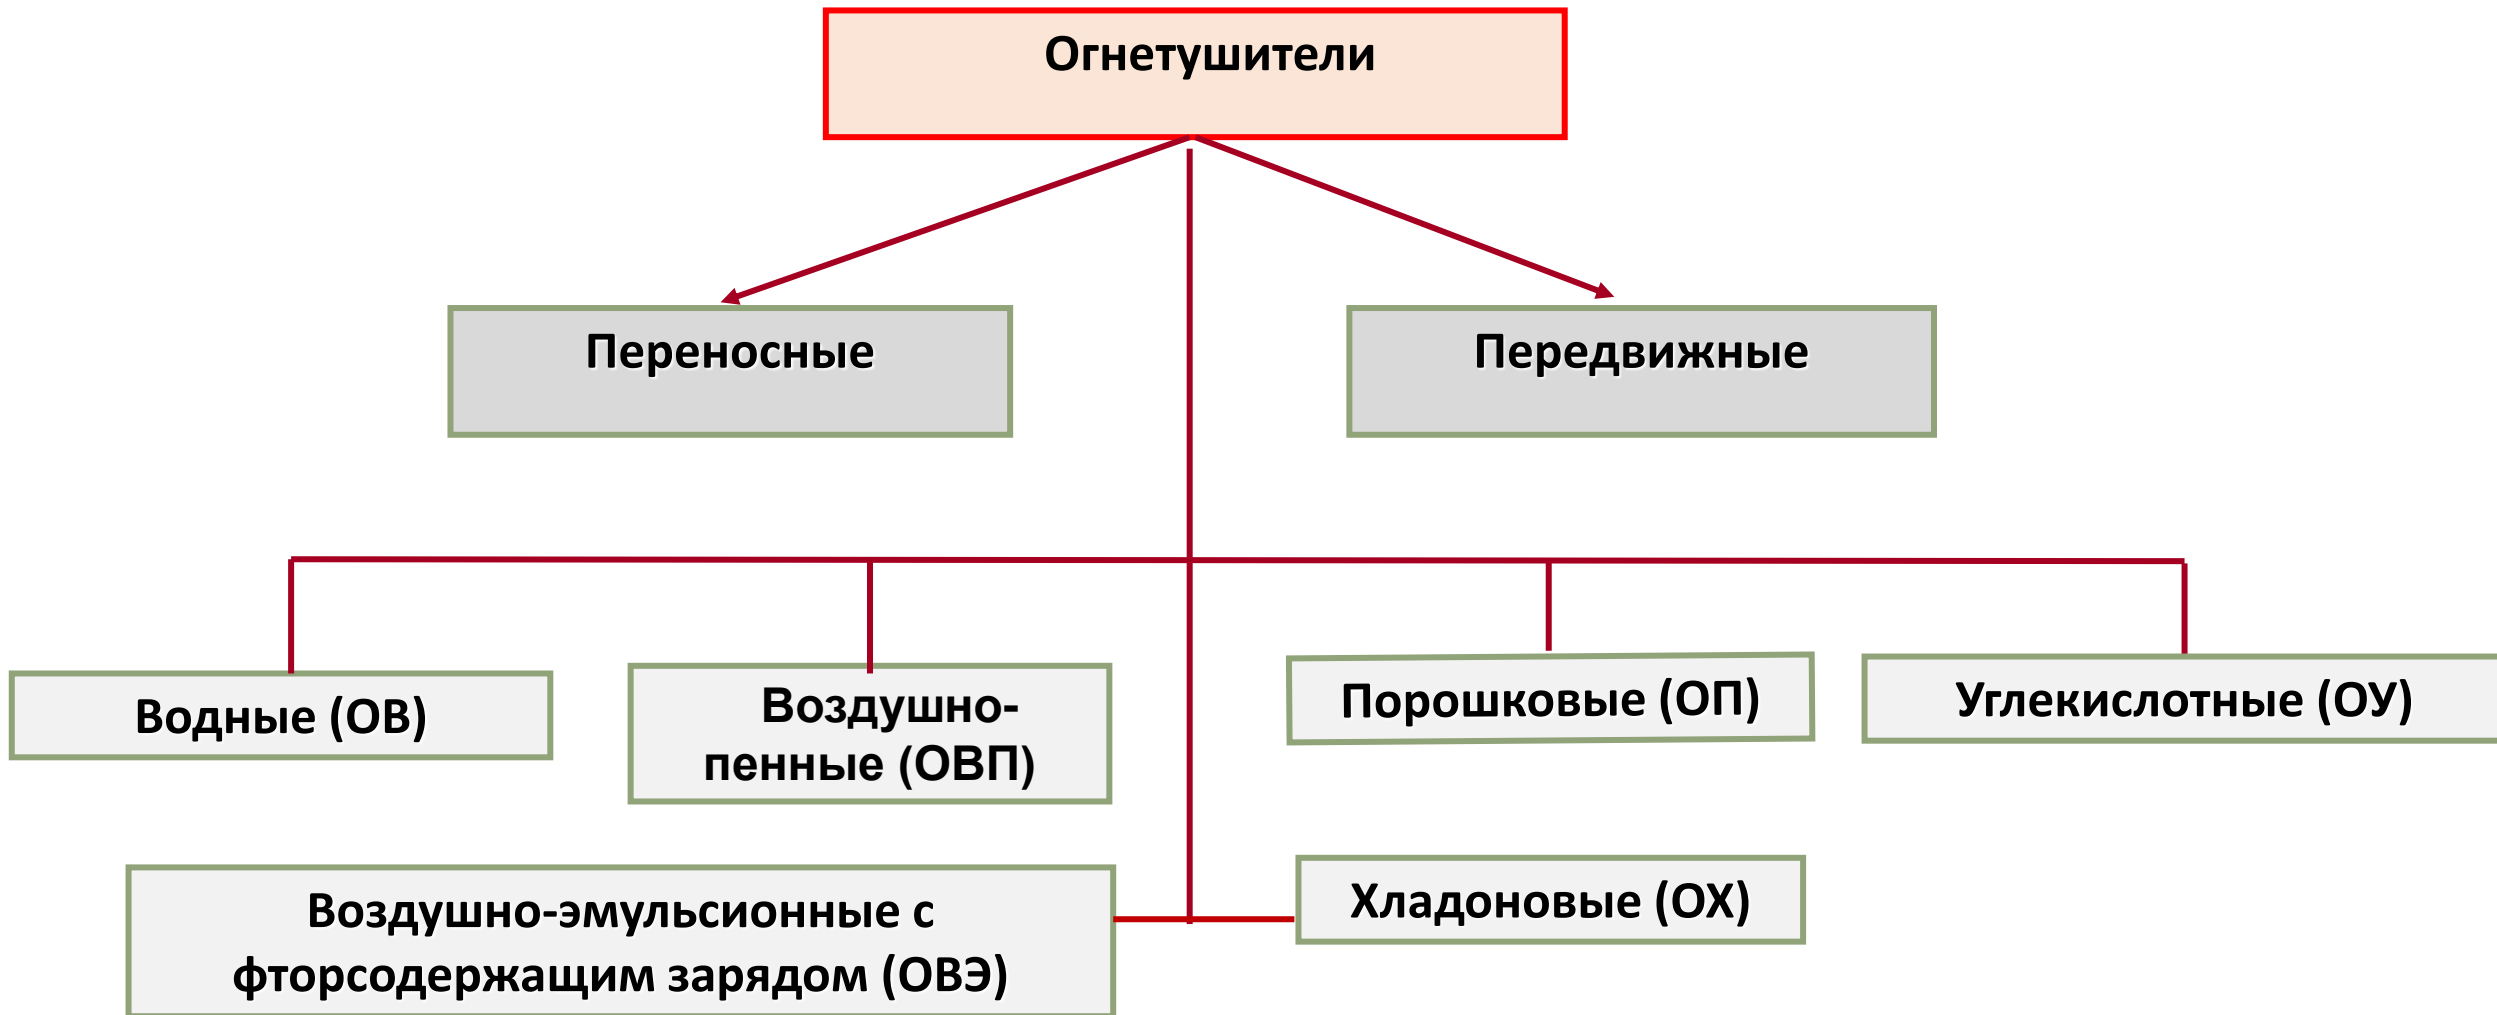 Огнетушители
Переносные
Передвижные
Водные (ОВ)
Воздушно-
пенные (ОВП)
Порошковые (ОП)
Углекислотные (ОУ)
Воздушно-эмульсионные с
фторсодержащим зарядом (ОВЭ)
Хладоновые (ОХ)